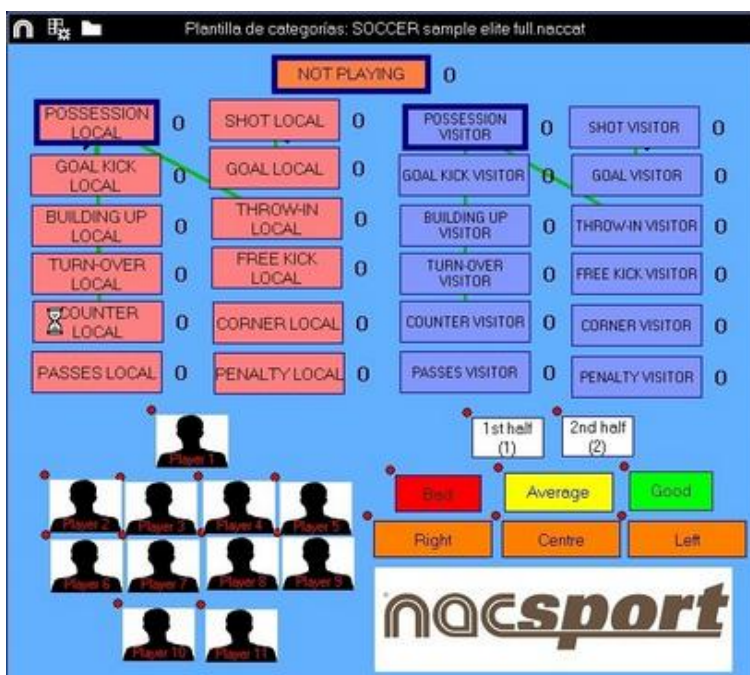 Plantilla de categorías: SOCCER sample elite full.naccat
NOT PLAYING 0
POSSESSION
LOCAL 0
SHOT LOCAL 0
POSSESSION
VISITOR 0
SHOT VISITOR 0
GOAL KICK
LOCAL 0
GOAL LOCAL 0
GOAL KICK VISITOR 0
GOAL VISITOR 0
BUILDING UP
LOCAL 0
THROW-IN
LOCAL 0
BUILDING UP
VISITOR 0
THROW-IN VISITOR 0
TURN-OVER
LOCAL 0
FREE KICK
LOCAL 0
TURN-OVER
VISITOR 0
FREE KICK VISITOR 0
COUNTER
LOCAL 0
CORNER LOCAL 0
COUNTER VISITOR 0
CORNER VISITOR 0
PASSES LOCAL 0
PENALTY LOCAL 0
PASSES VISITOR 0
PENALTY VISITOR 0
Player 1
Player 2
Player 3
Player 4
Player 5
Player 6
Player 7
Player 8
Player 9
Player 10
Player 11
1st half
(1)
2nd half
(2)
Bad
Average
Good
Right
Centre
Left
nacsport